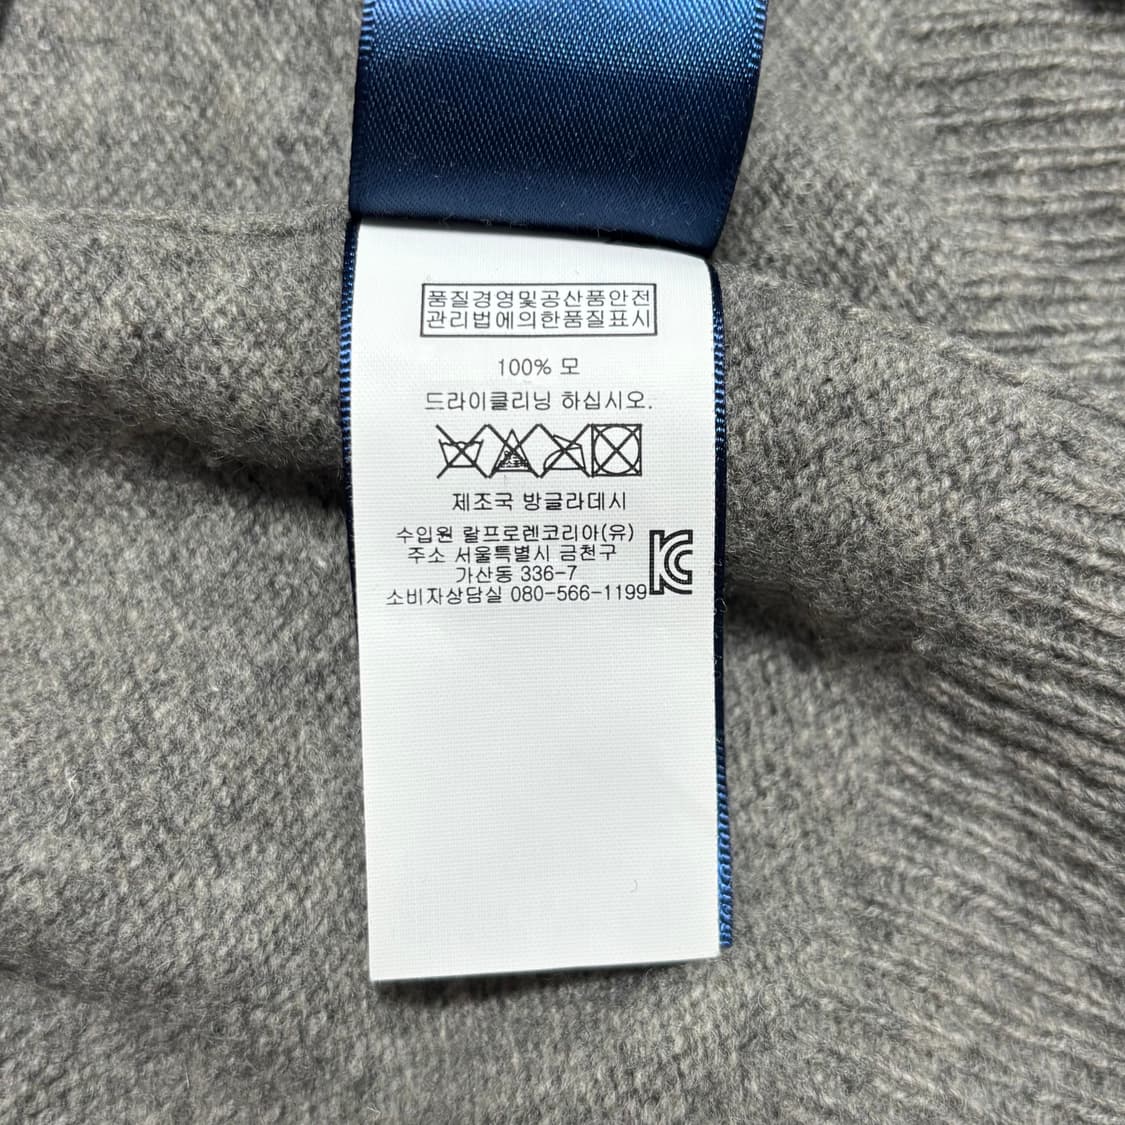 품질경영및공산품안전
관리법에의한품질표시
100% 모
드라이클리닝 하십시오.
제조국 방글라데시
수입원 랄프로렌코리아(유)
주소 서울특별시 금천구
가산동 336-7
소비자상담실 080-566-1199